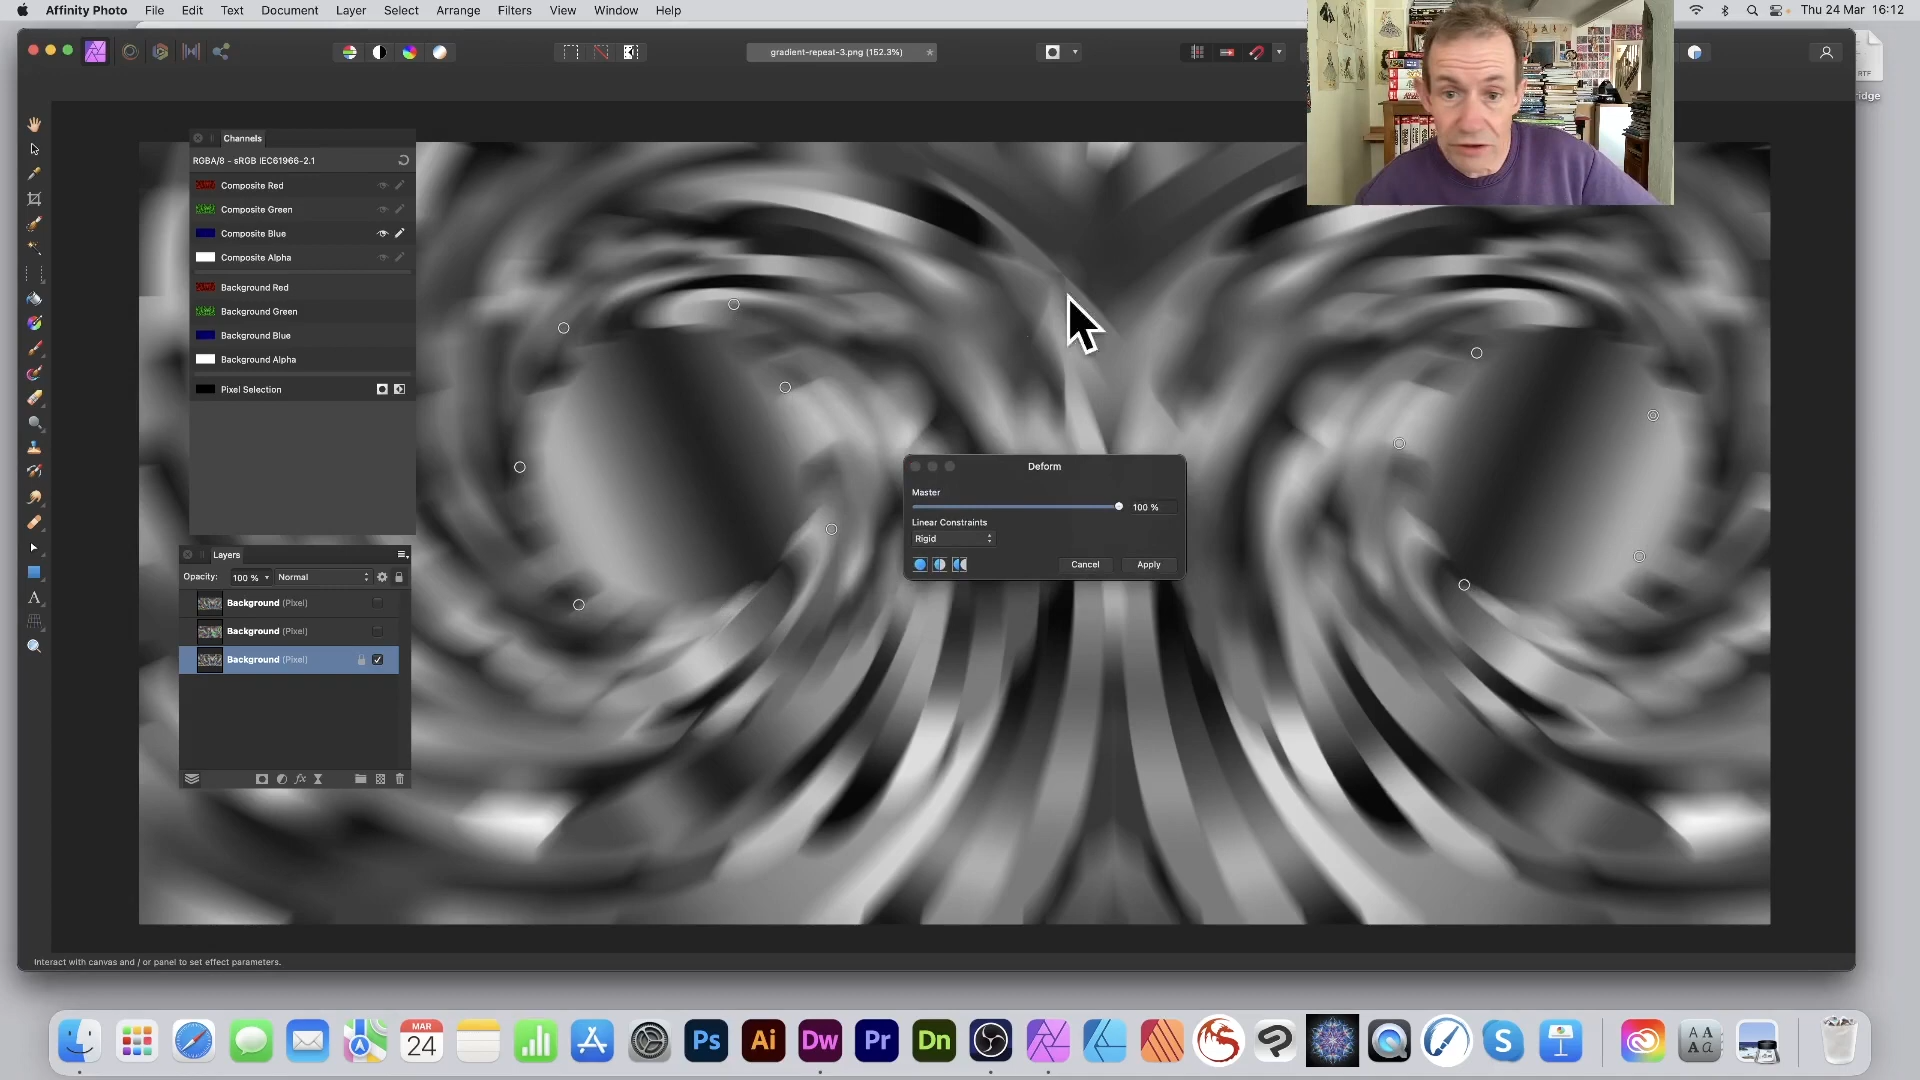 Affinity Photo File Edit Text Document Layer Select Arrange Filters View Window Help
Thu 24 Mar 16:12
gradient-repeat-3.png (152.3%)
RTF
ridge
Channels
RGBA/8 - sRGB IEC61966-2.1
Composite Red
Composite Green
Composite Blue
Composite Alpha
Background Red
Background Green
Background Blue
Background Alpha
Pixel Selection
Deform
Master
100 %
Linear Constraints
Rigid
Cancel Apply
Layers
Opacity: 100 % Normal
Background (Pixel)
Background (Pixel)
Background (Pixel)
fx
A
Interact with canvas and / or panel to set effect parameters.
MAR
24
Ps Ai Dw Pr Dn
S
A A
A a